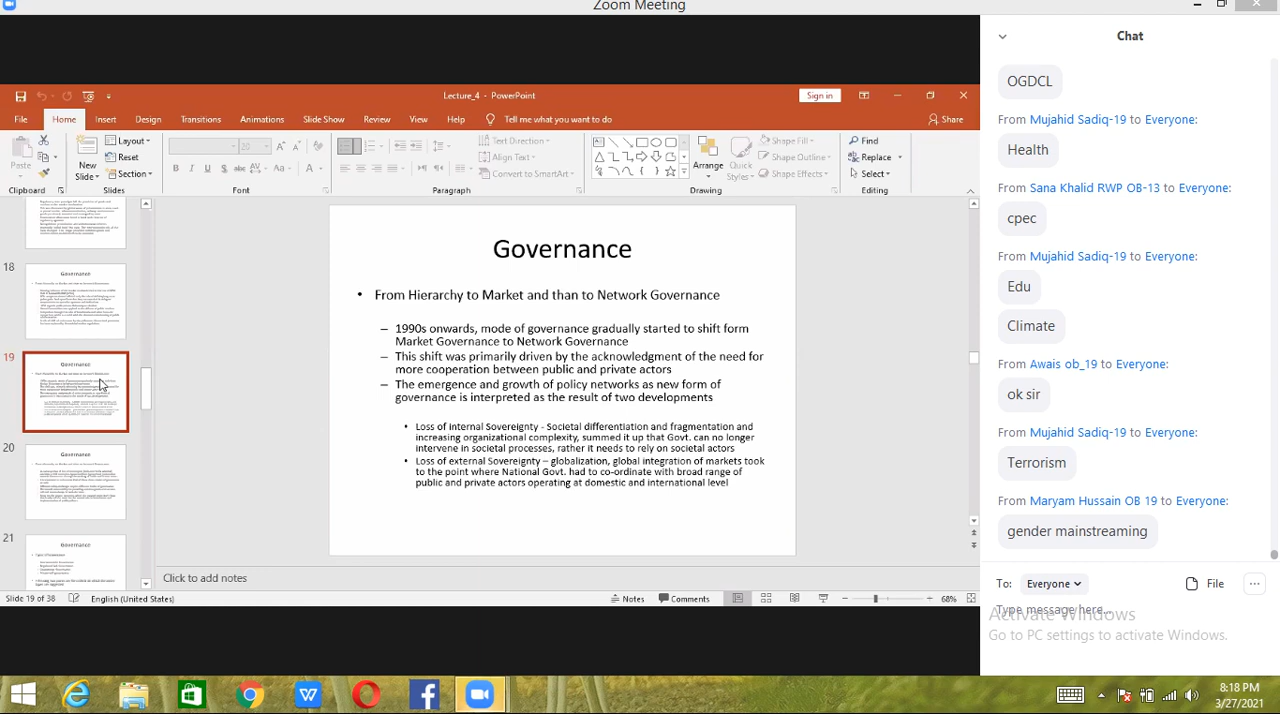 Zoom Meeting
Lecture_4 - PowerPoint
Sign in
File Home Insert Design Transitions Animations Slide Show Review View Help Tell me what you want to do Share
Paste
New Slide
Layout
Reset
Section
B I U S abc AV Aa A
Text Direction
Align Text
Convert to SmartArt
Arrange
Quick Styles
Shape Fill
Shape Outline
Shape Effects
Find
Replace
Select
Clipboard Slides Font Paragraph Drawing Editing
18
Governance
19
Governance
20
Governance
21
Governance
Governance
• From Hierarchy to Market and than to Network Governance
– 1990s onwards, mode of governance gradually started to shift form
Market Governance to Network Governance
– This shift was primarily driven by the acknowledgment of the need for
more cooperation between public and private actors
– The emergence and growth of policy networks as new form of
governance is interpreted as the result of two developments
• Loss of internal Sovereignty - Societal differentiation and fragmentation and
increasing organizational complexity, summed it up that Govt. can no longer
intervene in societal processes, rather it needs to rely on societal actors
• Loss of external Sovereignty – globalization, global integration of markets took
to the point where National Govt. had to co-ordinate with broad range of
public and private actors operating at domestic and international level
Click to add notes
Slide 19 of 38 English (United States) Notes Comments 68%
Chat
OGDCL
From Mujahid Sadiq-19 to Everyone:
Health
From Sana Khalid RWP OB-13 to Everyone:
cpec
From Mujahid Sadiq-19 to Everyone:
Edu
Climate
From Awais ob_19 to Everyone:
ok sir
From Mujahid Sadiq-19 to Everyone:
Terrorism
From Maryam Hussain OB 19 to Everyone:
gender mainstreaming
To: Everyone File ...
Type message here...
Activate Windows
Go to PC settings to activate Windows.
8:18 PM
3/27/2021